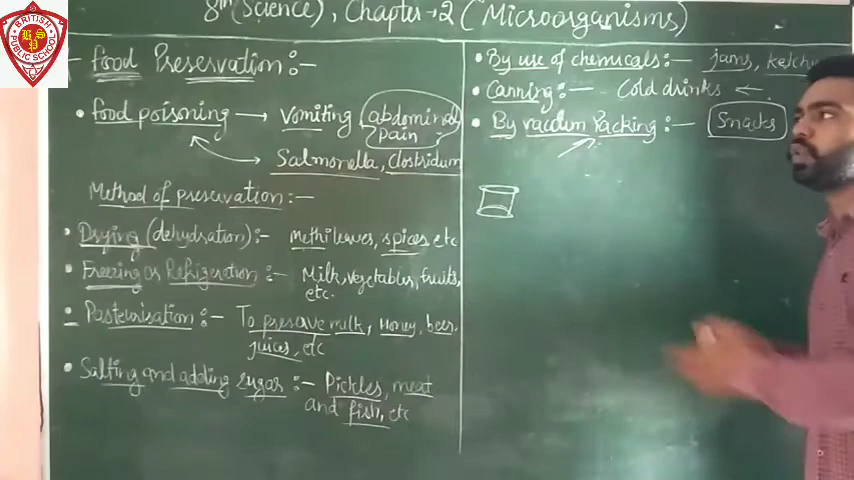 BRITISH
BSP
PUBLIC SCHOOL
8th (Science), Chapter → 2 (Microorganisms)
- food Preservation :-
• food poisoning → vomiting, abdominal pain
Salmonella, Clostridum
Method of preservation :-
• Drying (dehydration) :- Methi leaves, spices, etc
• Freezing or Refrigeration :- Milk, vegetables, fruits,
etc.
- Pasteurisation :- To preserve milk, Honey, beer,
juices, etc
• Salting and adding sugar :- Pickles, meat
and fish, etc
• By use of chemicals :- jams,
• Canning :- Cold drinks ←
• By vacuum Packing :- Snacks